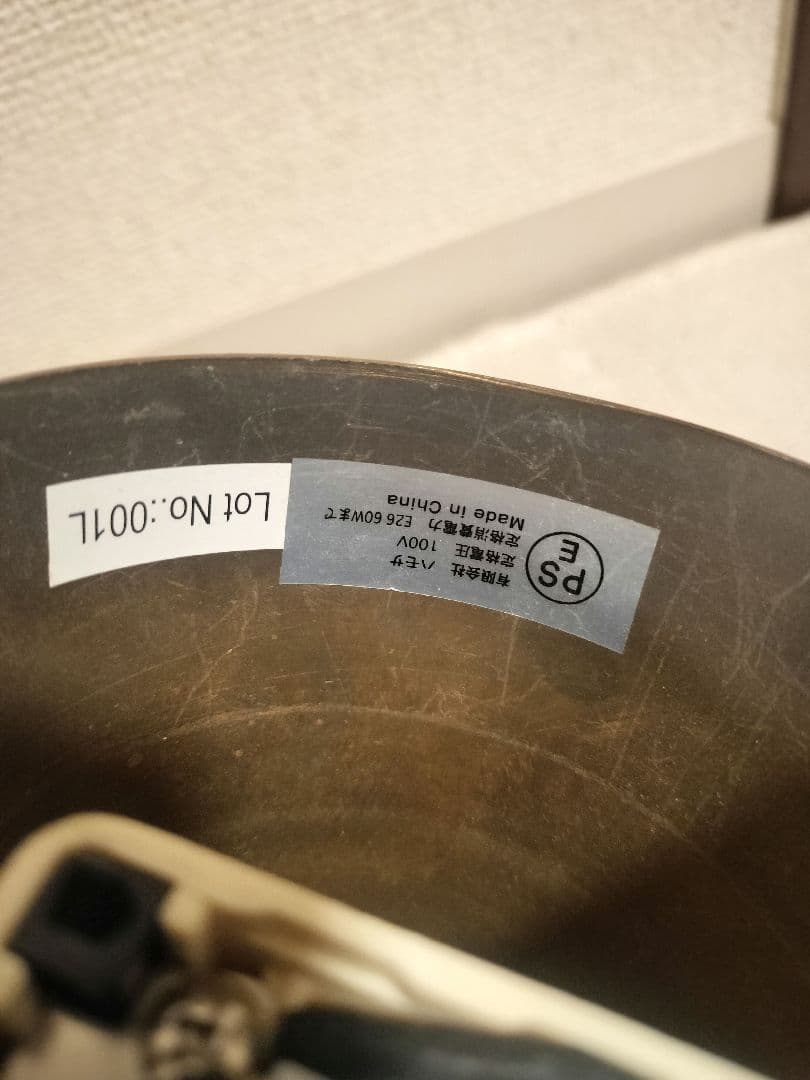 PS
E
有限会社 ハモサ
定格電圧 100V
定格消費電力 E26 60Wまで
Made in China
Lot No.:001L